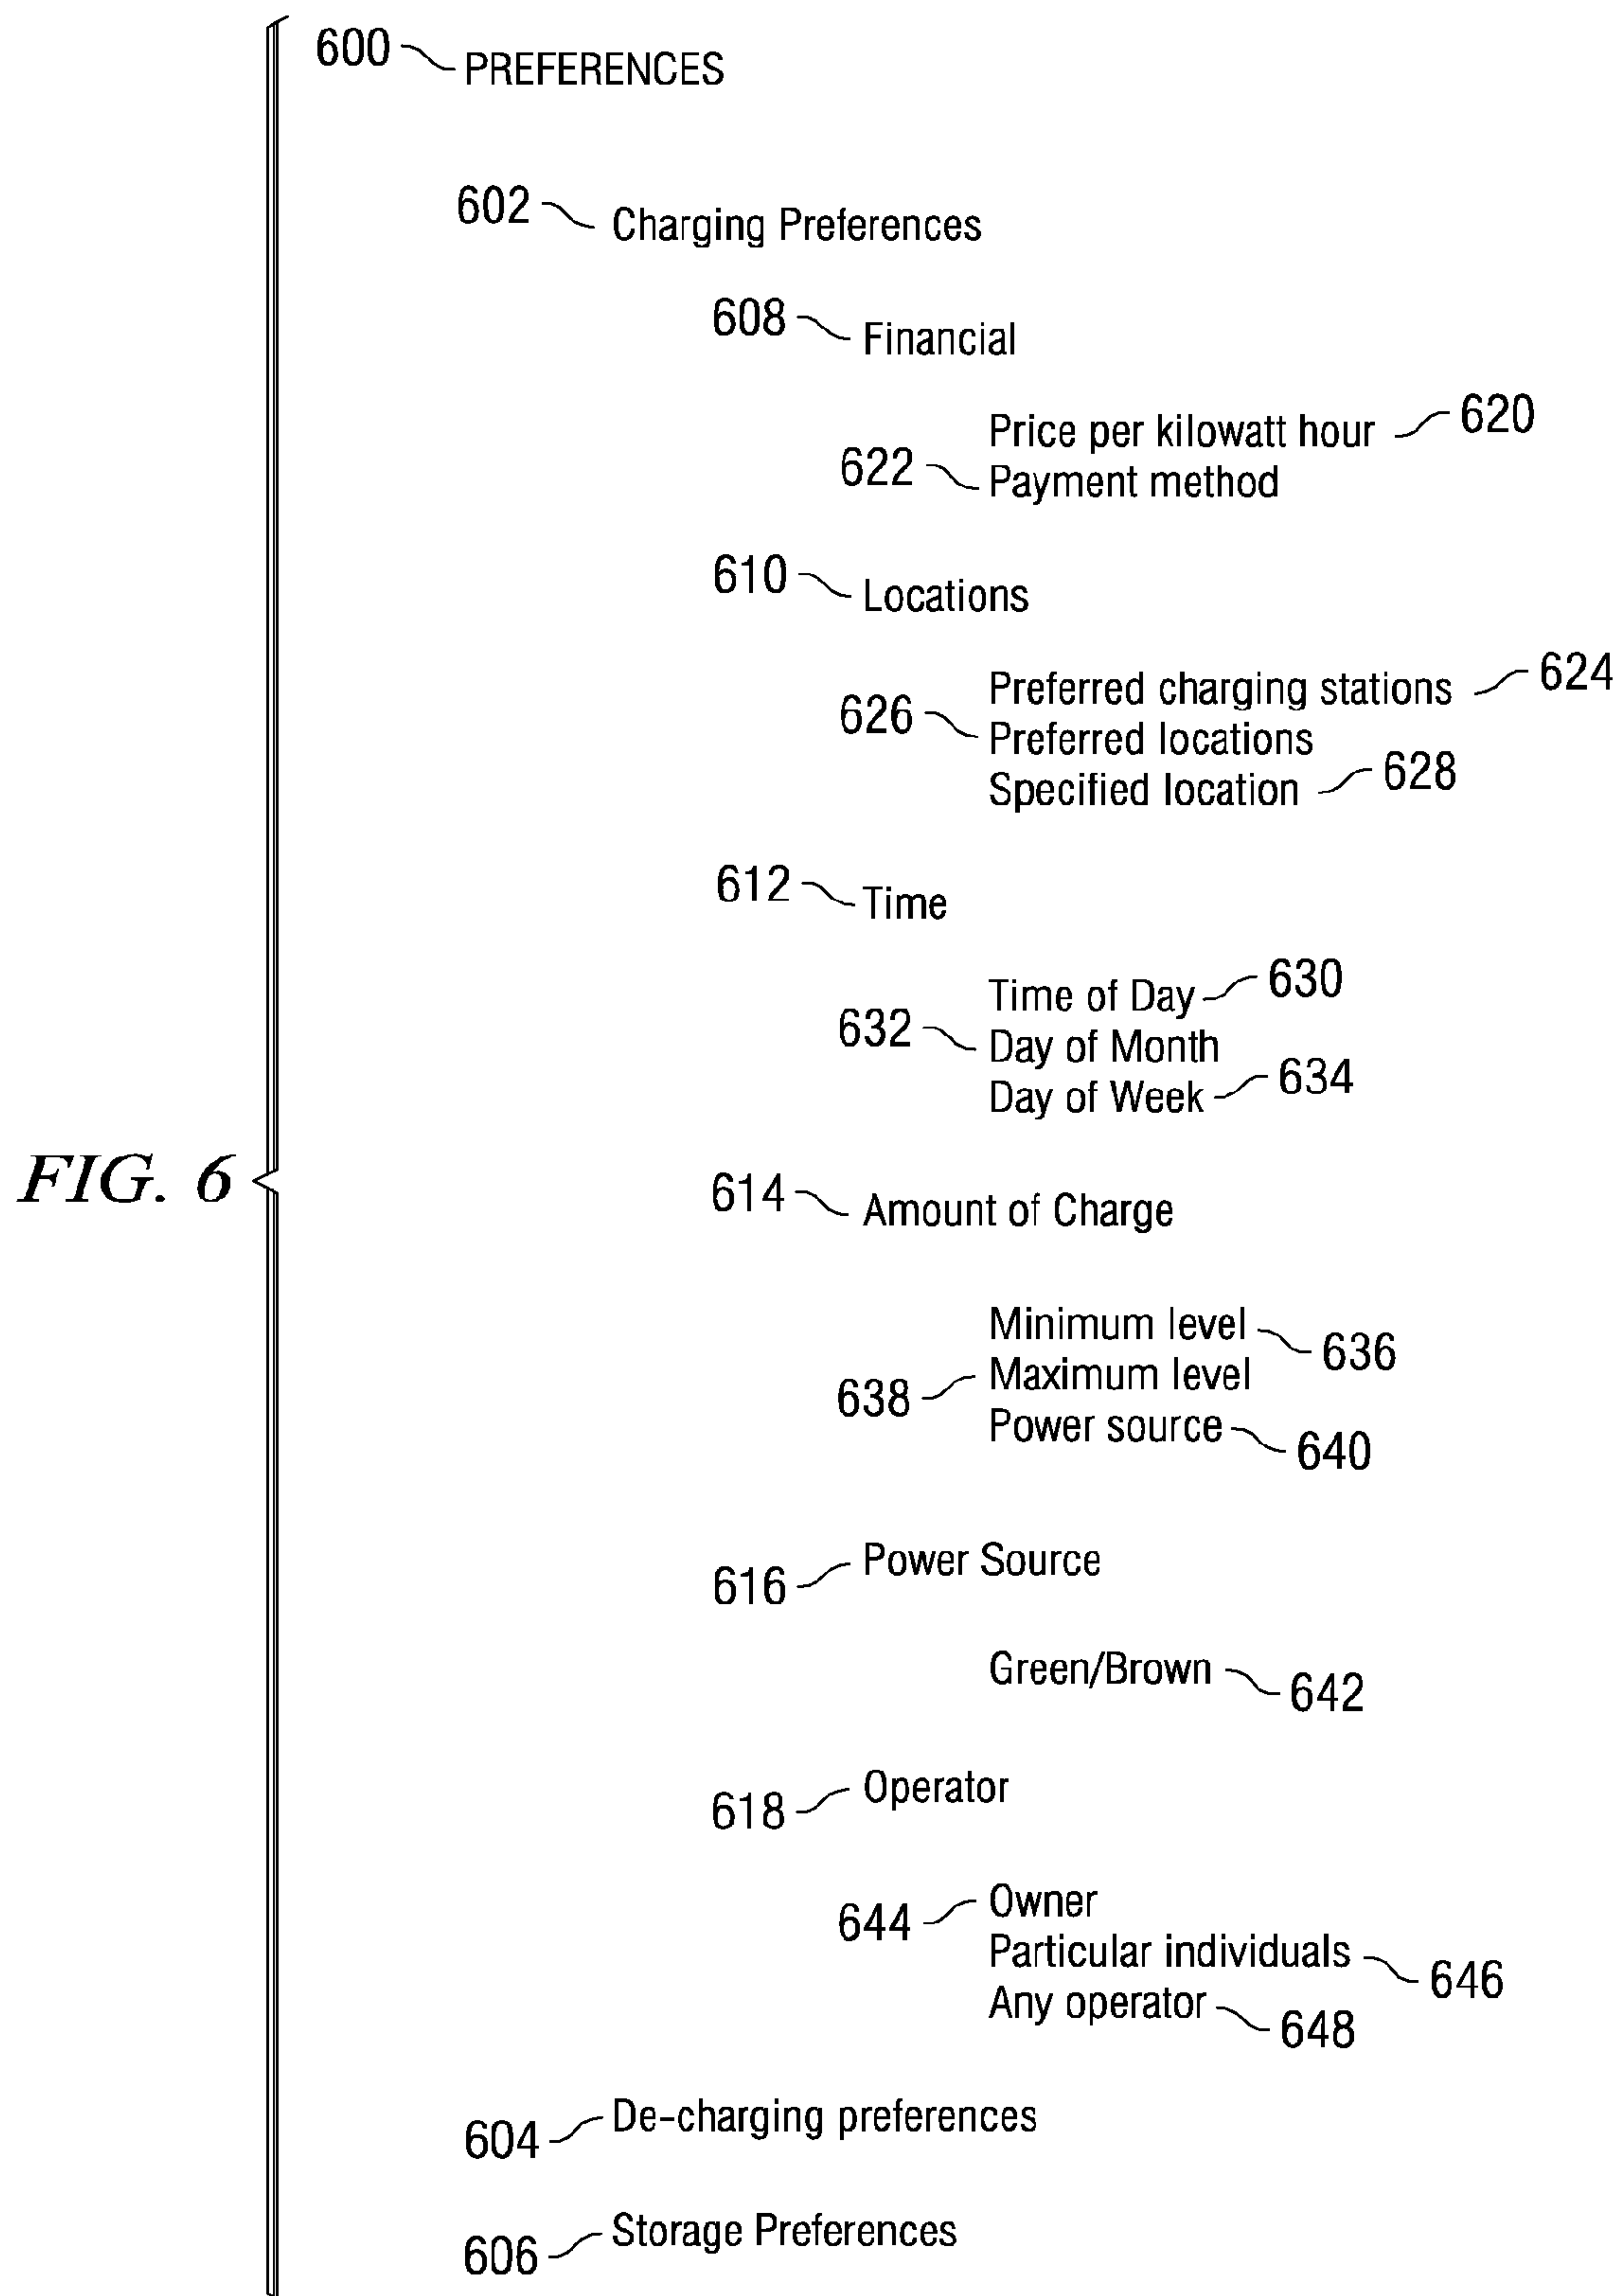 600 PREFERENCES
602 Charging Preferences
608 Financial
Price per kilowatt hour 620
622 Payment method
610 Locations
Preferred charging stations 624
626 Preferred locations
Specified location 628
612 Time
Time of Day 630
632 Day of Month
Day of Week 634
FIG. 6
614 Amount of Charge
Minimum level 636
638 Maximum level
Power source 640
616 Power Source
Green/Brown 642
618 Operator
644 Owner
Particular individuals 646
Any operator 648
604 De-charging preferences
606 Storage Preferences